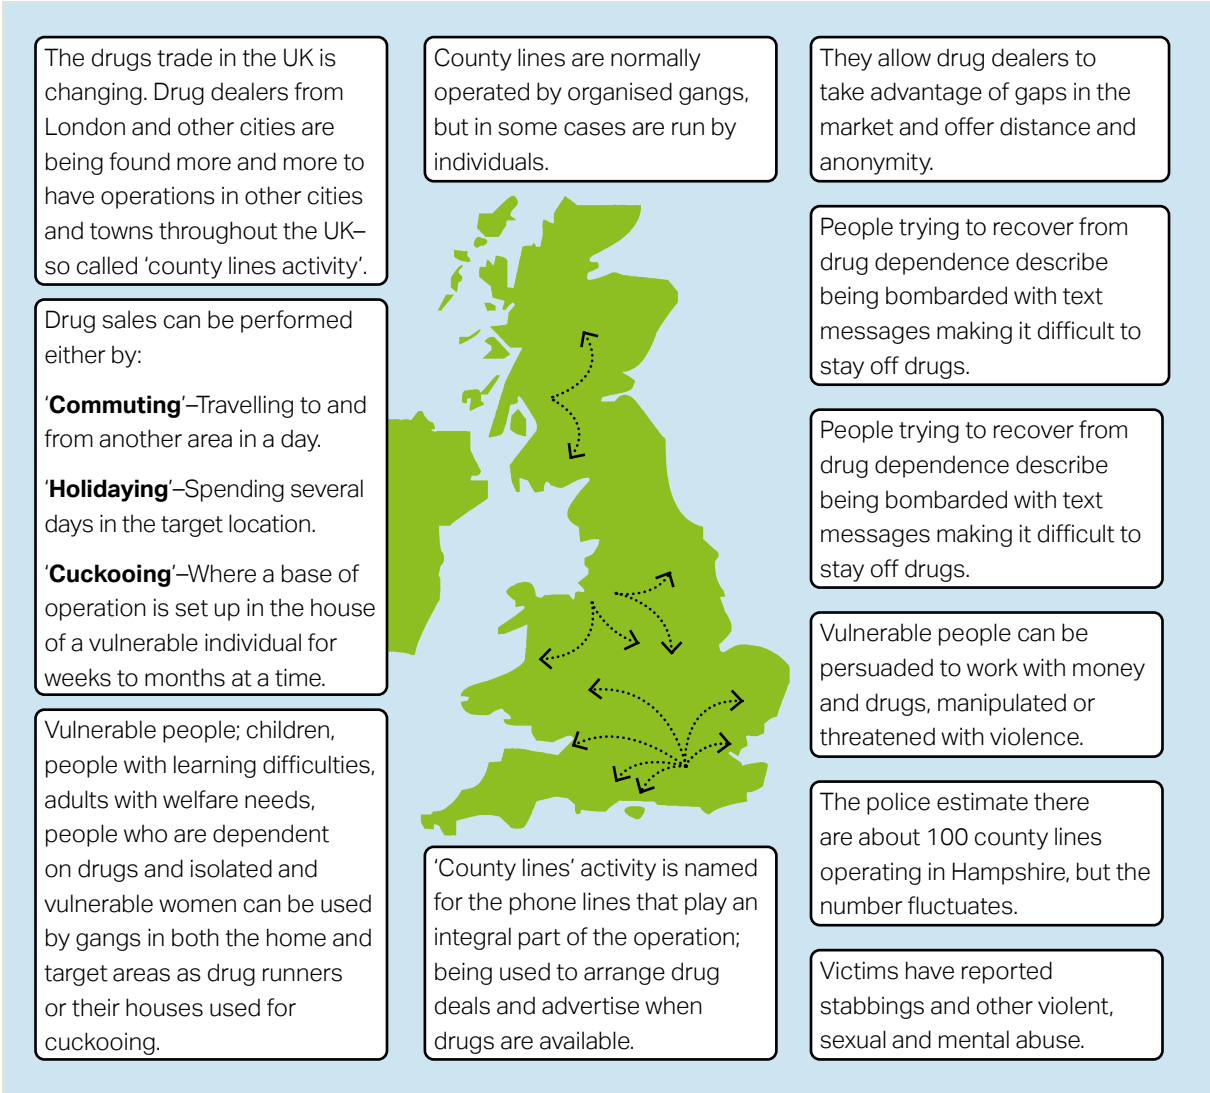 The drugs trade in the UK is
changing. Drug dealers from
London and other cities are
being found more and more to
have operations in other cities
and towns throughout the UK–
so called ‘county lines activity’.
Drug sales can be performed
either by:
‘Commuting’–Travelling to and
from another area in a day.
‘Holidaying’–Spending several
days in the target location.
‘Cuckooing’–Where a base of
operation is set up in the house
of a vulnerable individual for
weeks to months at a time.
Vulnerable people; children,
people with learning difficulties,
adults with welfare needs,
people who are dependent
on drugs and isolated and
vulnerable women can be used
by gangs in both the home and
target areas as drug runners
or their houses used for
cuckooing.
County lines are normally
operated by organised gangs,
but in some cases are run by
individuals.
‘County lines’ activity is named
for the phone lines that play an
integral part of the operation;
being used to arrange drug
deals and advertise when
drugs are available.
They allow drug dealers to
take advantage of gaps in the
market and offer distance and
anonymity.
People trying to recover from
drug dependence describe
being bombarded with text
messages making it difficult to
stay off drugs.
People trying to recover from
drug dependence describe
being bombarded with text
messages making it difficult to
stay off drugs.
Vulnerable people can be
persuaded to work with money
and drugs, manipulated or
threatened with violence.
The police estimate there
are about 100 county lines
operating in Hampshire, but the
number fluctuates.
Victims have reported
stabbings and other violent,
sexual and mental abuse.